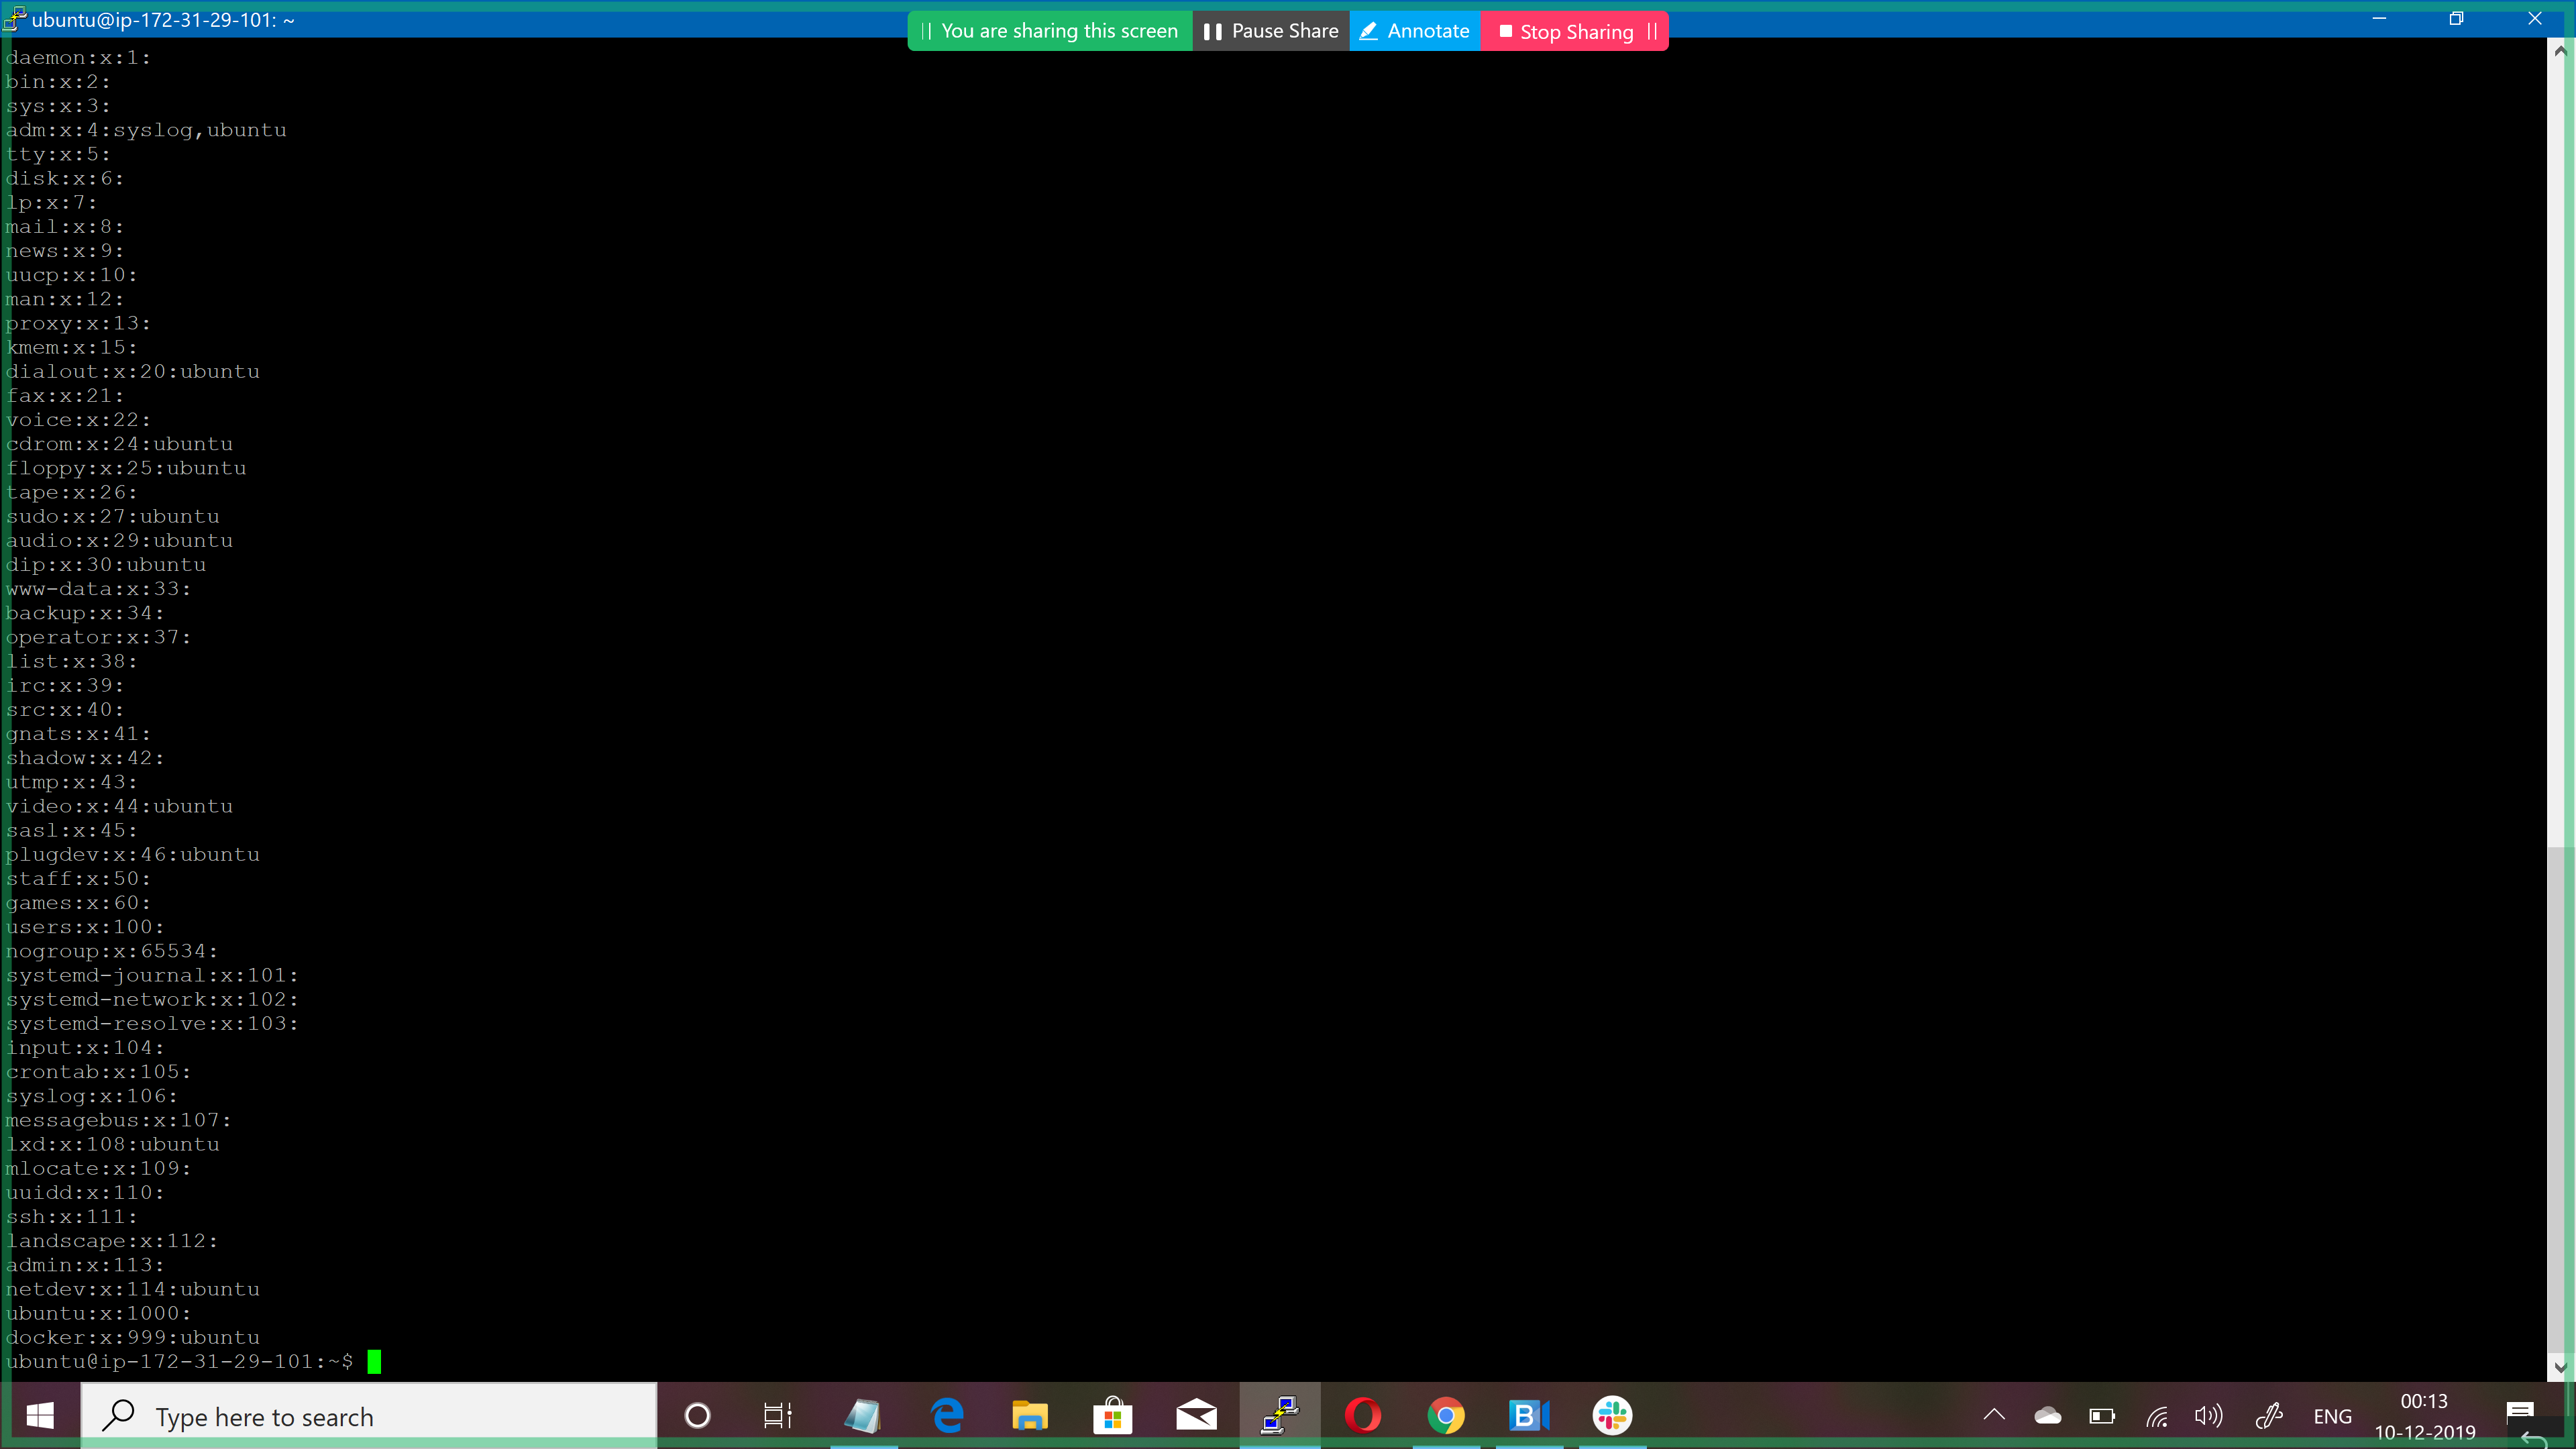 ubuntu@ip-172-31-29-101: ~
You are sharing this screen
Pause Share
Annotate
Stop Sharing
daemon:x:1:
bin:x:2:
sys:x:3:
adm:x:4:syslog,ubuntu
tty:x:5:
disk:x:6:
lp:x:7:
mail:x:8:
news:x:9:
uucp:x:10:
man:x:12:
proxy:x:13:
kmem:x:15:
dialout:x:20:ubuntu
fax:x:21:
voice:x:22:
cdrom:x:24:ubuntu
floppy:x:25:ubuntu
tape:x:26:
sudo:x:27:ubuntu
audio:x:29:ubuntu
dip:x:30:ubuntu
www-data:x:33:
backup:x:34:
operator:x:37:
list:x:38:
irc:x:39:
src:x:40:
gnats:x:41:
shadow:x:42:
utmp:x:43:
video:x:44:ubuntu
sasl:x:45:
plugdev:x:46:ubuntu
staff:x:50:
games:x:60:
users:x:100:
nogroup:x:65534:
systemd-journal:x:101:
systemd-network:x:102:
systemd-resolve:x:103:
input:x:104:
crontab:x:105:
syslog:x:106:
messagebus:x:107:
lxd:x:108:ubuntu
mlocate:x:109:
uuidd:x:110:
ssh:x:111:
landscape:x:112:
admin:x:113:
netdev:x:114:ubuntu
ubuntu:x:1000:
docker:x:999:ubuntu
ubuntu@ip-172-31-29-101:~$
Type here to search
B
ENG
00:13
10-12-2019